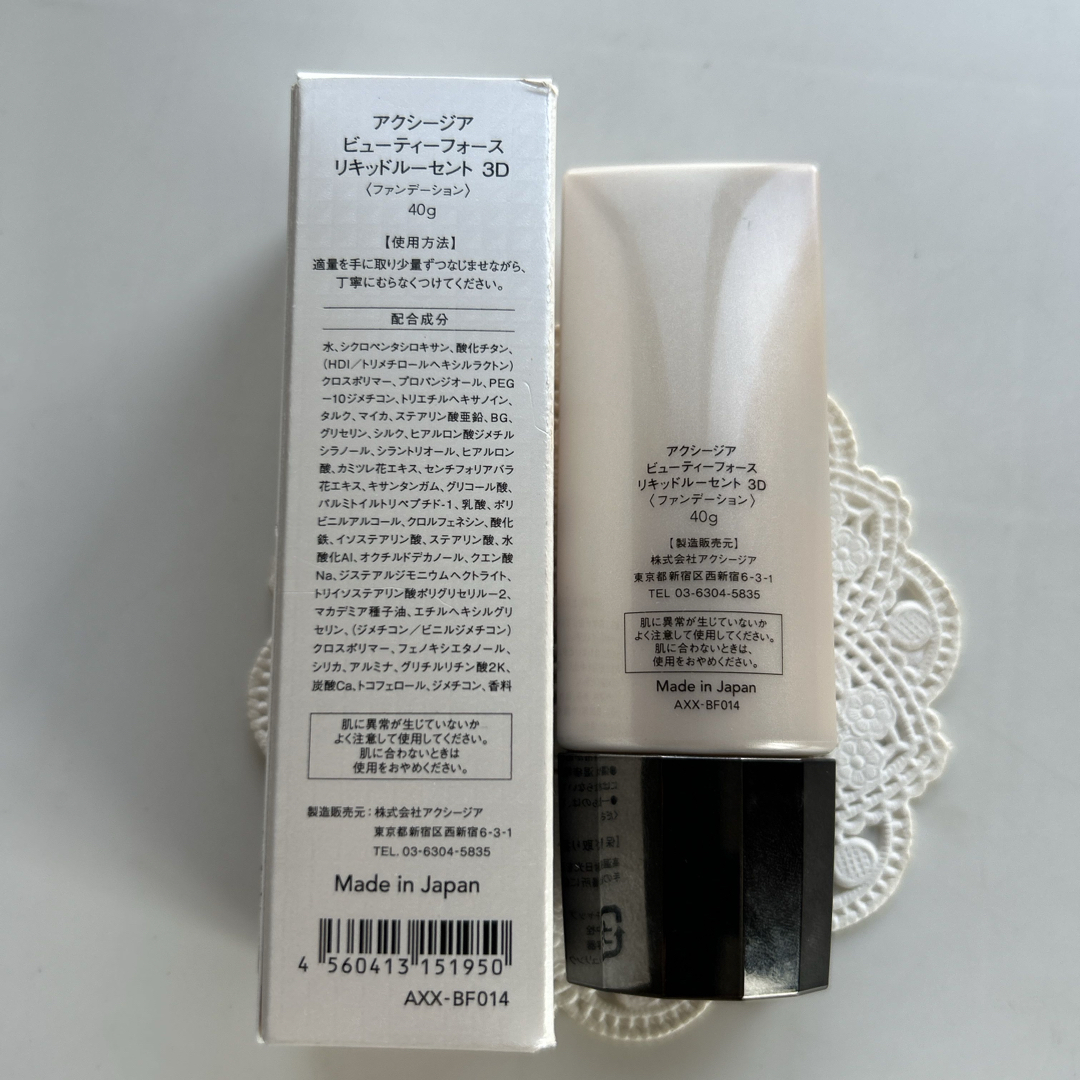 アクシージア
ビューティーフォース
リキッドルーセント 3D
〈ファンデーション〉
40g
【使用方法】
適量を手に取り少量ずつなじませながら、
丁寧にむらなくつけてください。
配合成分
水、シクロペンタシロキサン、酸化チタン、
(HDI／トリメチロールヘキシルラクトン)
クロスポリマー、プロパンジオール、PEG
－10ジメチコン、トリエチルヘキサノイン、
タルク、マイカ、ステアリン酸亜鉛、BG、
グリセリン、シルク、ヒアルロン酸ジメチル
シラノール、シラントリオール、ヒアルロン
酸、カミツレ花エキス、センチフォリアバラ
花エキス、キサンタンガム、グリコール酸、
パルミトイルトリペプチド-1、乳酸、ポリ
ビニルアルコール、クロルフェネシン、酸化
鉄、イソステアリン酸、ステアリン酸、水
酸化Al、オクチルドデカノール、クエン酸
Na、ジステアルジモニウムヘクトライト、
トリイソステアリン酸ポリグリセリル－2、
マカデミア種子油、エチルヘキシルグリ
セリン、(ジメチコン／ビニルジメチコン)
クロスポリマー、フェノキシエタノール、
シリカ、アルミナ、グリチルリチン酸2K、
炭酸Ca、トコフェロール、ジメチコン、香料
肌に異常が生じていないか
よく注意して使用してください。
肌に合わないときは
使用をおやめください。
製造販売元：株式会社アクシージア
東京都新宿区西新宿6-3-1
TEL. 03-6304-5835
Made in Japan
4 560413 151950
AXX-BF014
アクシージア
ビューティーフォース
リキッドルーセント 3D
〈ファンデーション〉
40g
【製造販売元】
株式会社アクシージア
東京都新宿区西新宿6-3-1
TEL 03-6304-5835
肌に異常が生じていないか
よく注意して使用してください。
肌に合わないときは、
使用をおやめください。
Made in Japan
AXX-BF014